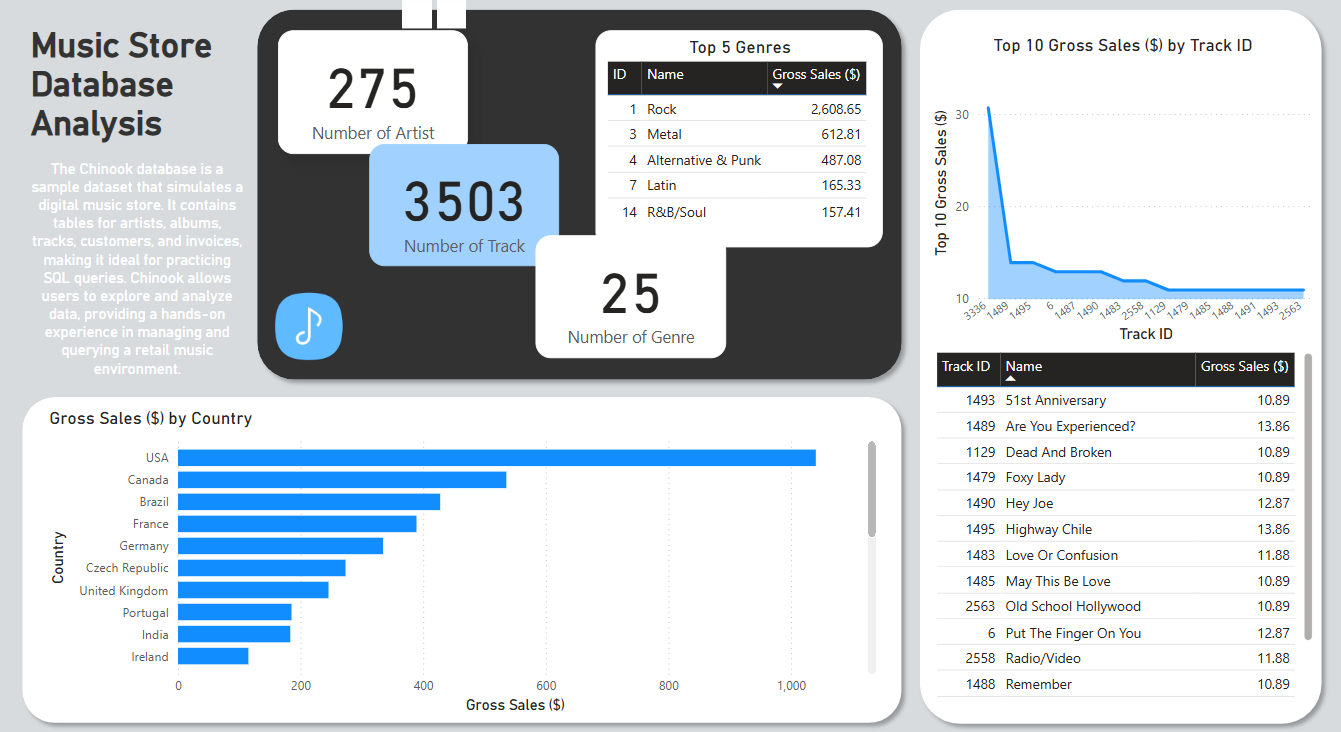 Music Store
Database
Analysis
The Chinook database is a
sample dataset that simulates a
digital music store. It contains
tables for artists, albums,
tracks, customers, and invoices,
making it ideal for practicing
SQL queries. Chinook allows
users to explore and analyze
data, providing a hands-on
experience in managing and
querying a retail music
environment.
275
Number of Artist
3503
Number of Track
25
Number of Genre
Top 5 Genres
ID Name Gross Sales ($)
1 Rock 2,608.65
3 Metal 612.81
4 Alternative & Punk 487.08
7 Latin 165.33
14 R&B/Soul 157.41
Gross Sales ($) by Country
Country
USA
Canada
Brazil
France
Germany
Czech Republic
United Kingdom
Portugal
India
Ireland
0 200 400 600 800 1,000
Gross Sales ($)
Top 10 Gross Sales ($) by Track ID
Top 10 Gross Sales ($)
30
20
10
3336 1489 1495 6 1487 1490 1483 2558 1129 1479 1485 1488 1491 1493 2563
Track ID
Track ID Name Gross Sales ($)
1493 51st Anniversary 10.89
1489 Are You Experienced? 13.86
1129 Dead And Broken 10.89
1479 Foxy Lady 10.89
1490 Hey Joe 12.87
1495 Highway Chile 13.86
1483 Love Or Confusion 11.88
1485 May This Be Love 10.89
2563 Old School Hollywood 10.89
6 Put The Finger On You 12.87
2558 Radio/Video 11.88
1488 Remember 10.89